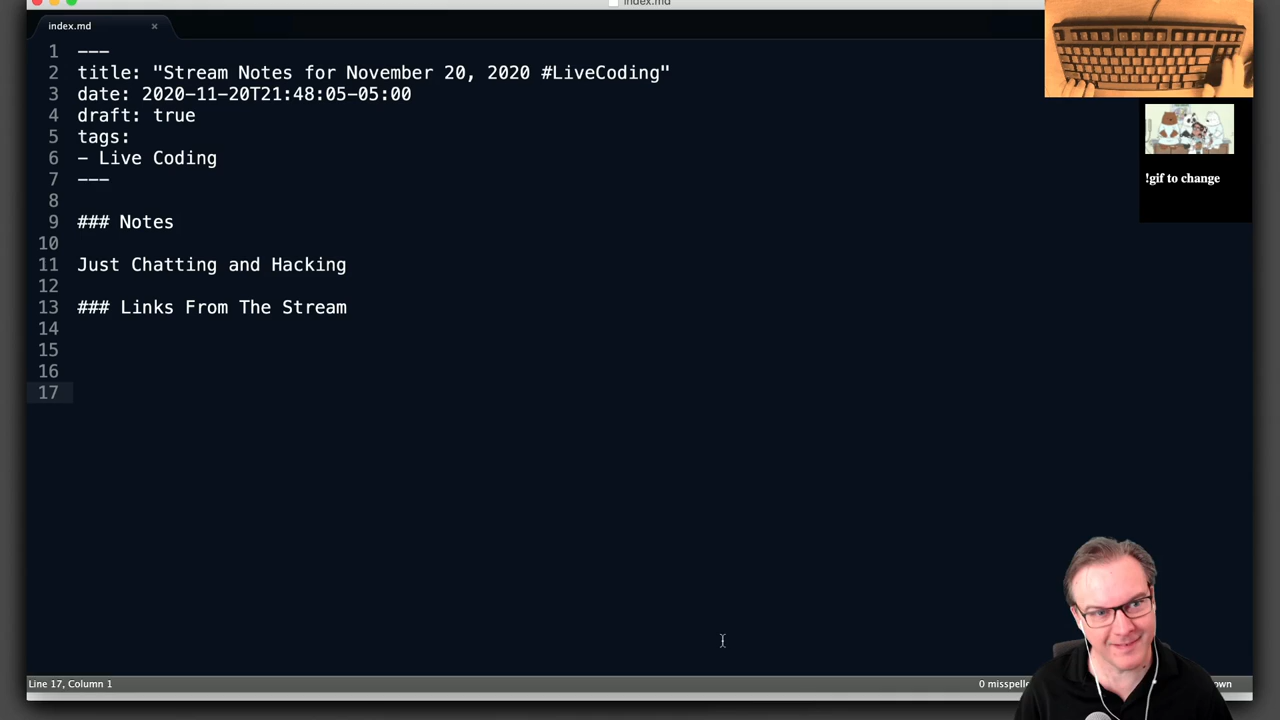 index.md
index.md
1 ---
2 title: "Stream Notes for November 20, 2020 #LiveCoding"
3 date: 2020-11-20T21:48:05-05:00
4 draft: true
5 tags:
6 - Live Coding
7 ---
8
9 ### Notes
10
11 Just Chatting and Hacking
12
13 ### Links From The Stream
14
15
16
17
!gif to change
Line 17, Column 1
0 misspelle
own